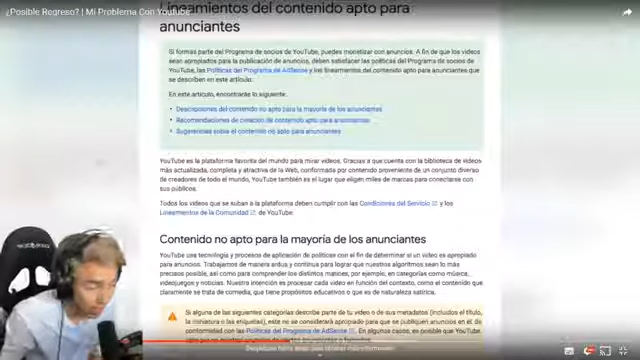 ¿Posible Regreso? | Mi Problema Con Youtube
Lineamientos del contenido apto para
anunciantes
Si formas parte del Programa de socios de YouTube, puedes monetizar con anuncios. A fin de que los videos
sean apropiados para la publicación de anuncios, deben satisfacer las políticas del Programa de socios de
YouTube, las Políticas del Programa de AdSense y los lineamientos del contenido apto para anunciantes que
se describen en este artículo.
En este artículo, encontrarás lo siguiente:
• Descripciones del contenido no apto para la mayoría de los anunciantes
• Recomendaciones de creación de contenido apto para anunciantes
• Sugerencias sobre el contenido no apto para anunciantes
YouTube es la plataforma favorita del mundo para mirar videos. Gracias a que cuenta con la biblioteca de videos
más actualizada, completa y atractiva de la Web, conformada por contenido proveniente de un conjunto diverso
de creadores de todo el mundo, YouTube también es el lugar que eligen miles de marcas para conectarse con
sus públicos.
Todos los videos que se suban a la plataforma deben cumplir con las Condiciones del Servicio y los
Lineamientos de la Comunidad de YouTube.
Contenido no apto para la mayoría de los anunciantes
YouTube usa tecnología y procesos de aplicación de políticas con el fin de determinar si un video es apropiado
para anuncios. Trabajamos de manera ardua y continua para lograr que nuestros algoritmos sean lo más
precisos posible, así como para comprender los distintos matices, por ejemplo, en categorías como música,
videojuegos y noticias. Nuestra intención es procesar cada video en función del contexto, como el contenido que
claramente se trata de comedia, que tiene propósitos educativos o que es de naturaleza satírica.
Si alguna de las siguientes categorías describe parte de tu video o de sus metadatos (incluidos el título,
la miniatura o las etiquetas), este no se considerará apropiado para que se publiquen anuncios en él de
conformidad con las Políticas del Programa de AdSense. En algunos casos, es posible que YouTube